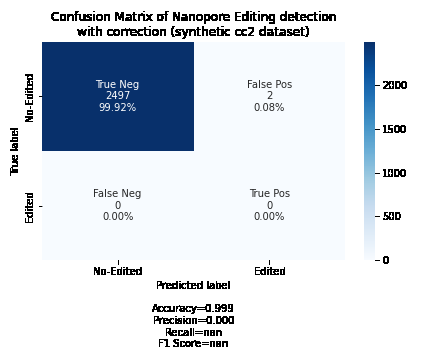 Confusion Matrix of Nanopore Editing detection
with correction (synthetic cc2 dataset)
True label
No-Edited
Edited
True Neg
2497
99.92%
False Pos
2
0.08%
False Neg
0
0.00%
True Pos
0
0.00%
No-Edited
Edited
Predicted label
Accuracy=0.999
Precision=0.000
Recall=nan
F1 Score=nan
2000
1500
1000
500
0